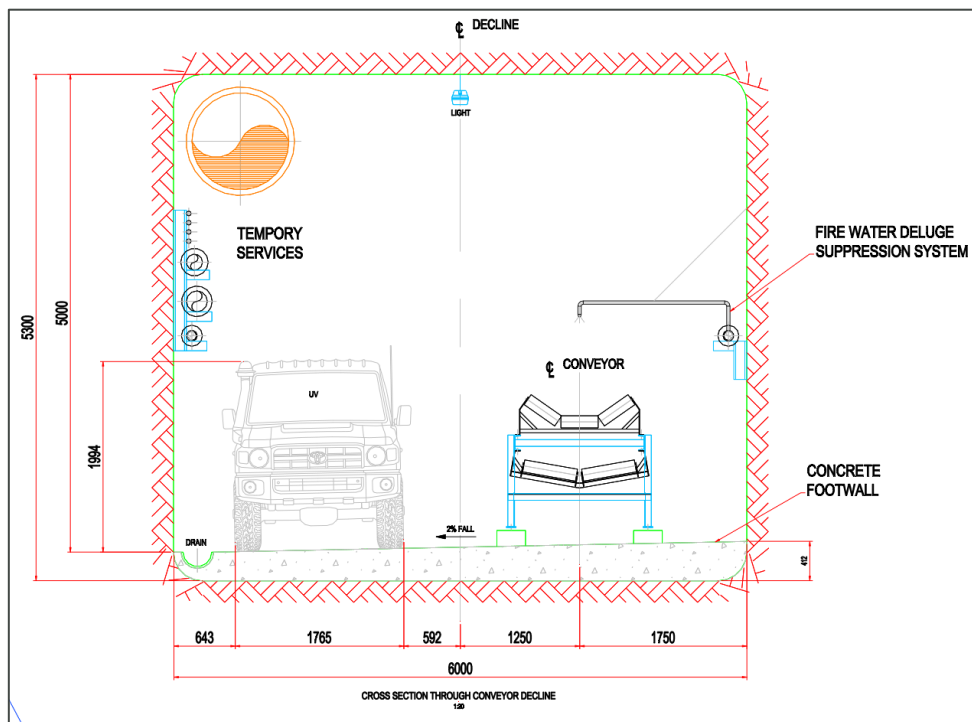 ℄ DECLINE
LIGHT
TEMPORY
SERVICES
FIRE WATER DELUGE
SUPPRESSION SYSTEM
5300
5000
1994
℄ CONVEYOR
UV
CONCRETE
FOOTWALL
2% FALL
DRAIN
412
643
1765
592
1250
1750
6000
CROSS SECTION THROUGH CONVEYOR DECLINE
1:20